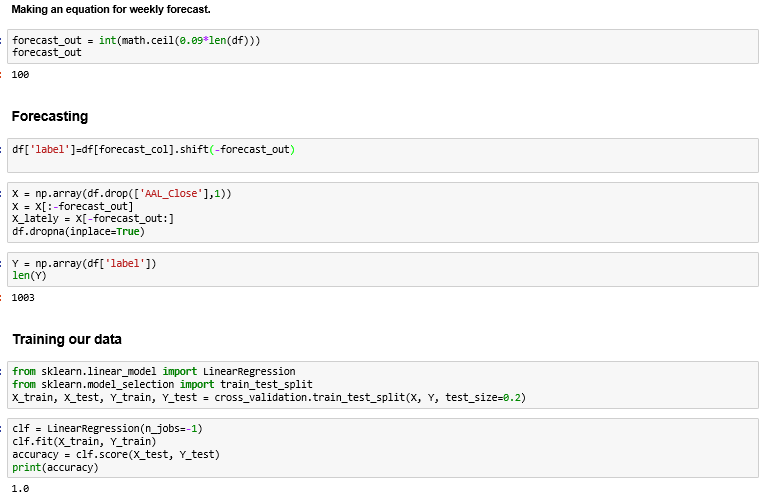 Making an equation for weekly forecast.
forecast_out = int(math.ceil(0.09*len(df)))
forecast_out
100
Forecasting
df['label']=df[forecast_col].shift(-forecast_out)
X = np.array(df.drop(['AAL_Close'],1))
X = X[:-forecast_out]
X_lately = X[-forecast_out:]
df.dropna(inplace=True)
Y = np.array(df['label'])
len(Y)
1003
Training our data
from sklearn.linear_model import LinearRegression
from sklearn.model_selection import train_test_split
X_train, X_test, Y_train, Y_test = cross_validation.train_test_split(X, Y, test_size=0.2)
clf = LinearRegression(n_jobs=-1)
clf.fit(X_train, Y_train)
accuracy = clf.score(X_test, Y_test)
print(accuracy)
1.0